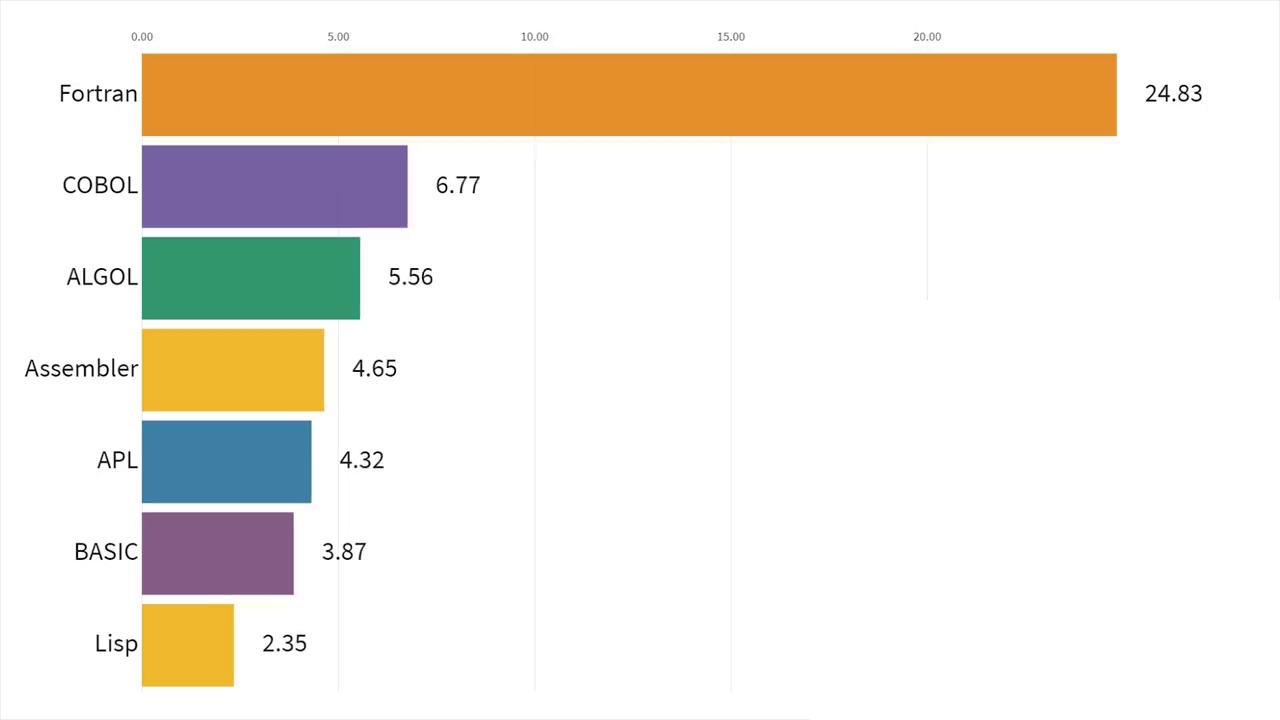 0.00 5.00 10.00 15.00 20.00
Fortran 24.83
COBOL 6.77
ALGOL 5.56
Assembler 4.65
APL 4.32
BASIC 3.87
Lisp 2.35